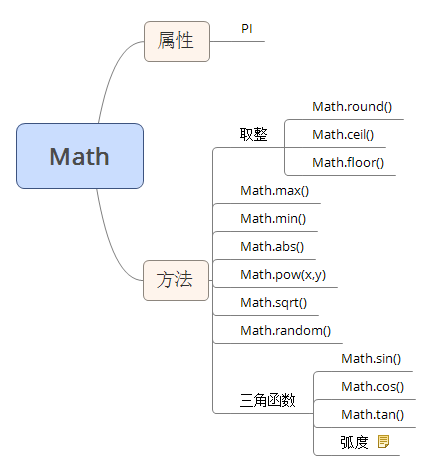 Math
属性
PI
方法
取整
Math.round()
Math.ceil()
Math.floor()
Math.max()
Math.min()
Math.abs()
Math.pow(x,y)
Math.sqrt()
Math.random()
三角函数
Math.sin()
Math.cos()
Math.tan()
弧度